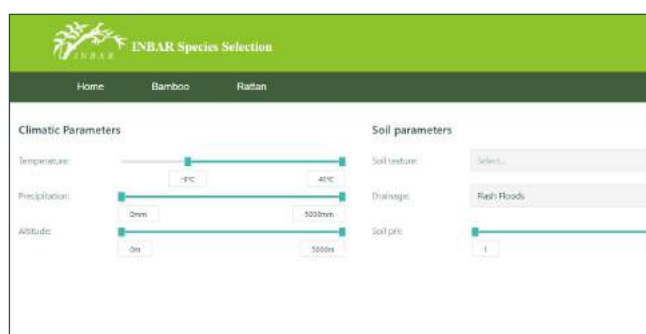 INBAR
INBAR Species Selection
Home Bamboo Rattan
Climatic Parameters
Temperature:
40°C
Precipitation:
0mm 5000mm
Altitude:
0m 5000m
Soil parameters
Soil texture: Select...
Drainage: Flash Floods
Soil pH:
1